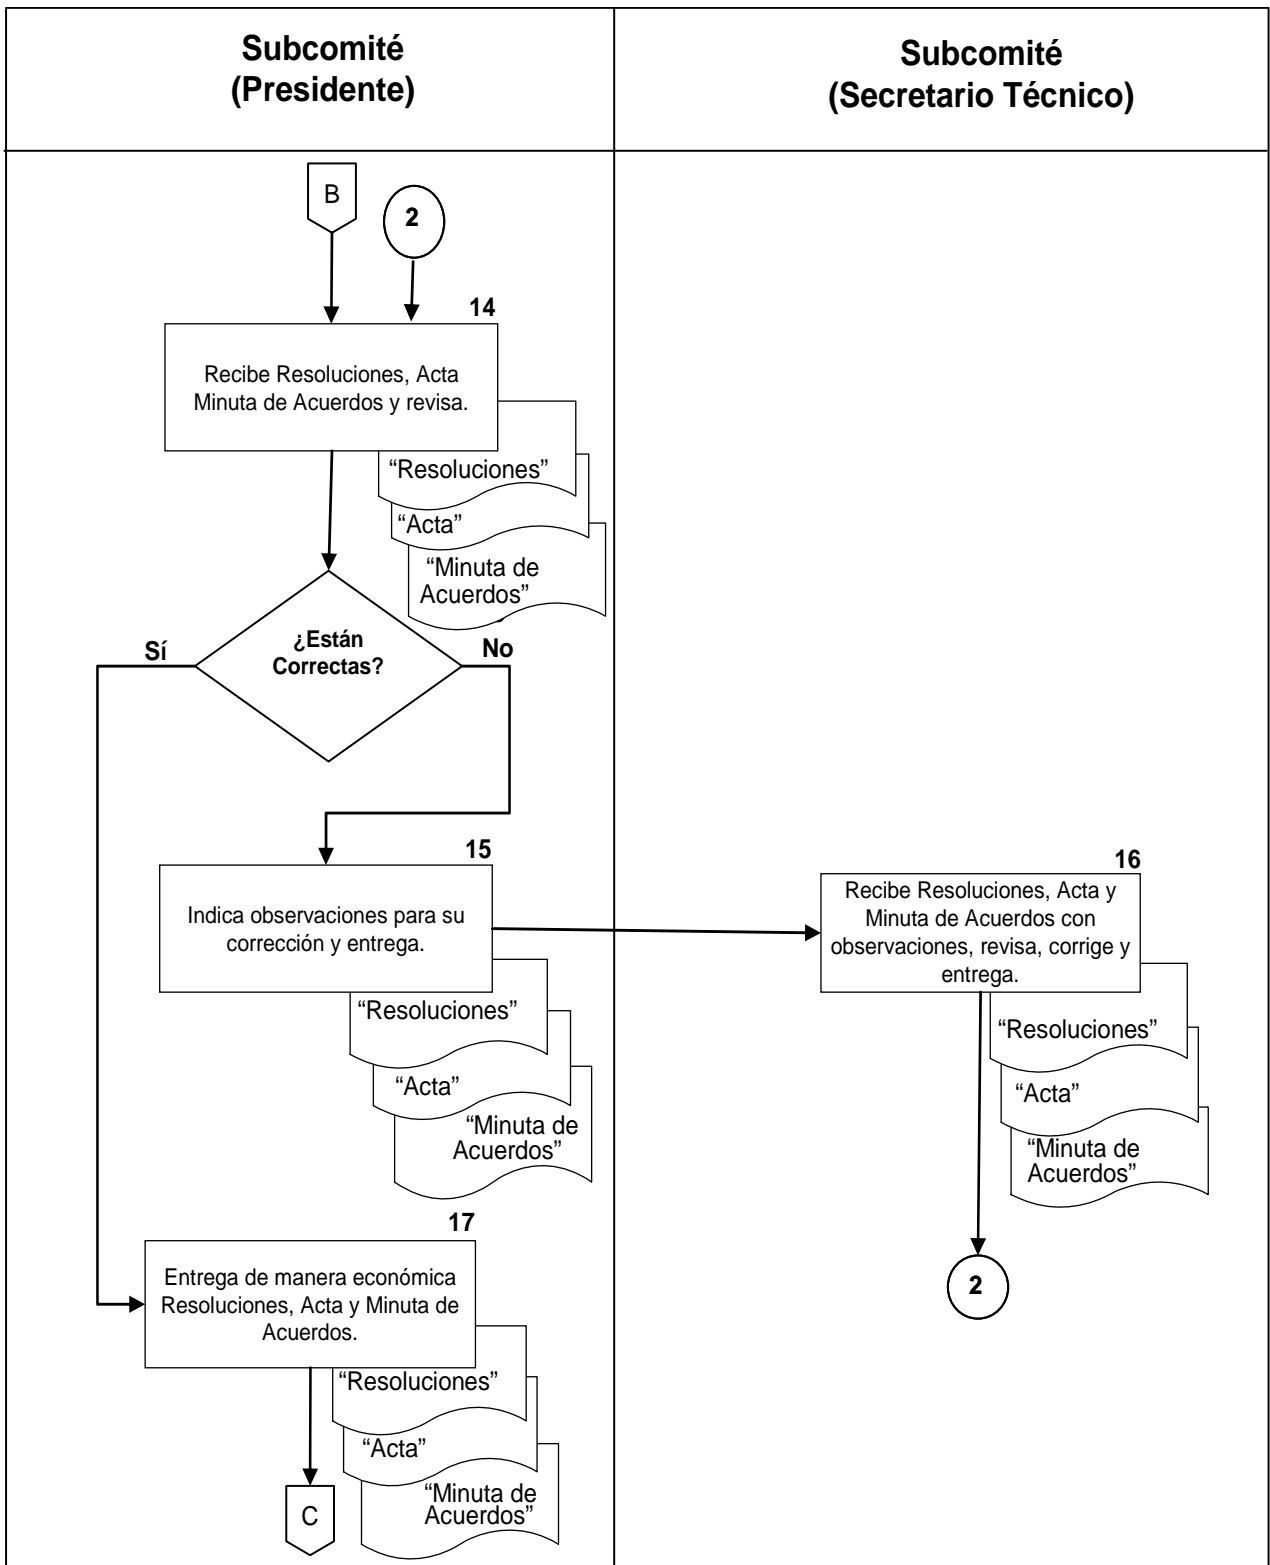 Subcomité
(Presidente)
Subcomité
(Secretario Técnico)
B
2
14
Recibe Resoluciones, Acta
Minuta de Acuerdos y revisa.
“Resoluciones”
“Acta”
“Minuta de
Acuerdos”
¿Están
Correctas?
Sí
No
15
Indica observaciones para su
corrección y entrega.
“Resoluciones”
“Acta”
“Minuta de
Acuerdos”
16
Recibe Resoluciones, Acta y
Minuta de Acuerdos con
observaciones, revisa, corrige y
entrega.
“Resoluciones”
“Acta”
“Minuta de
Acuerdos”
2
17
Entrega de manera económica
Resoluciones, Acta y Minuta de
Acuerdos.
“Resoluciones”
“Acta”
“Minuta de
Acuerdos”
C